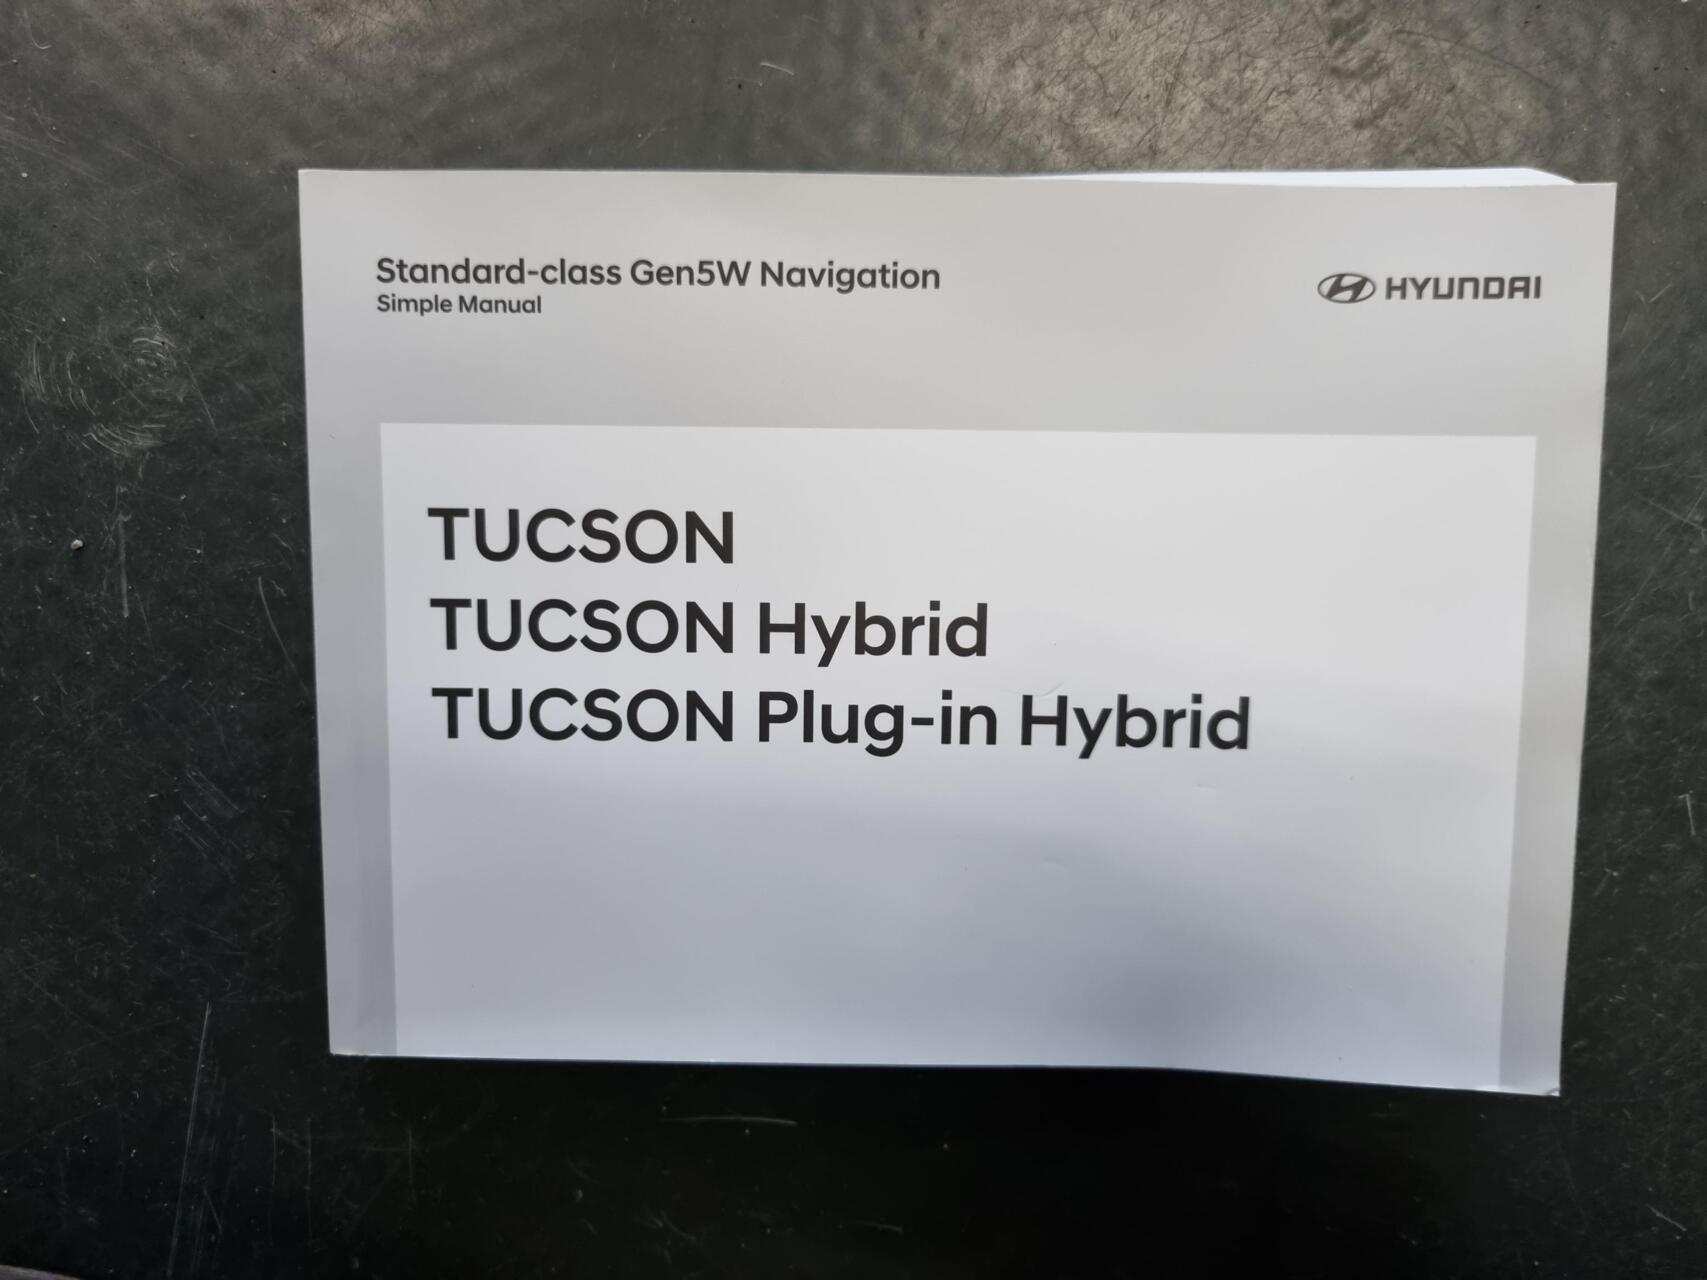 Standard-class Gen5W Navigation
Simple Manual
HYUNDAI
TUCSON
TUCSON Hybrid
TUCSON Plug-in Hybrid